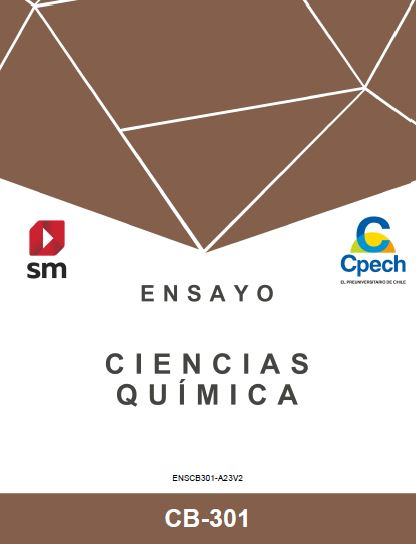 sm
Cpech
EL PREUNIVERSITARIO DE CHILE
ENSAYO
CIENCIAS
QUÍMICA
ENSCB301-A23V2
CB-301